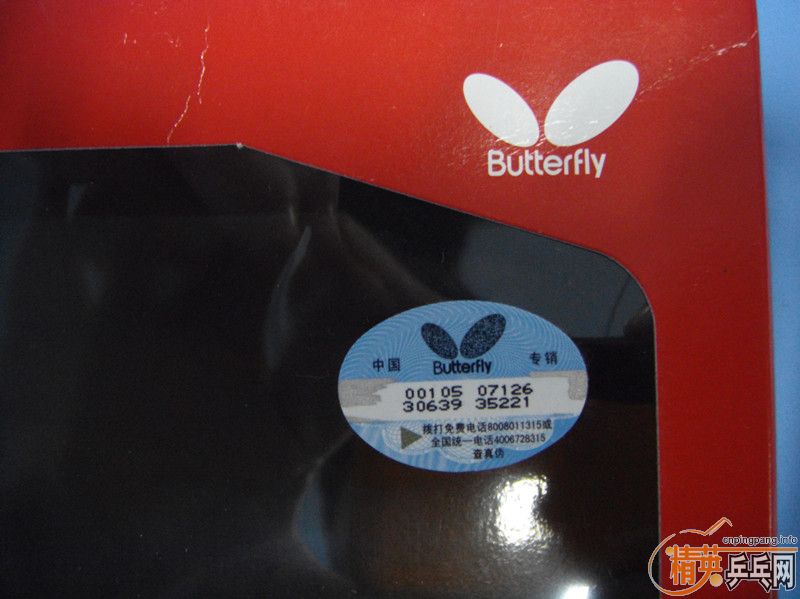 Butterfly
中国 Butterfly 专销
00105 07126
30639 35221
拨打免费电话8008011315或
全国统一电话4006728315
查真伪
cnpingpang.info
精英乒乓网